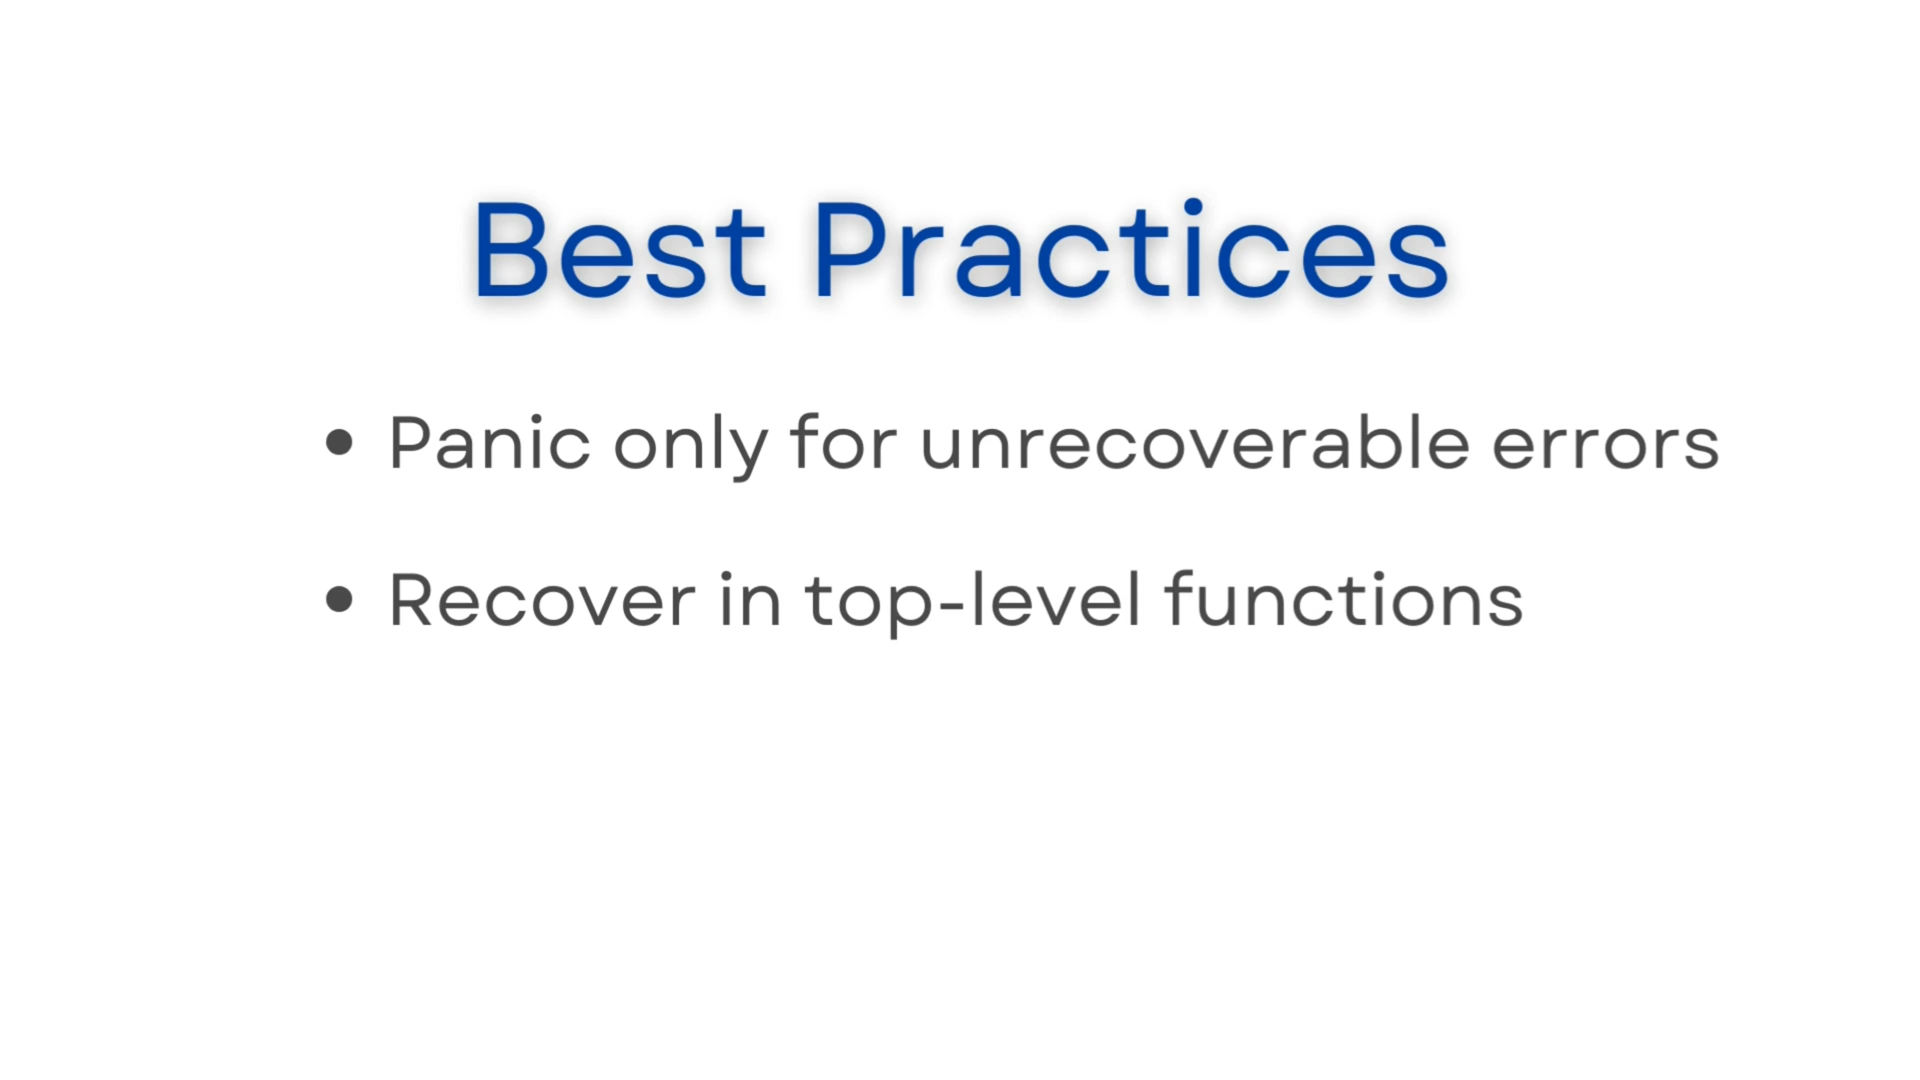 Best Practices
• Panic only for unrecoverable errors
• Recover in top-level functions